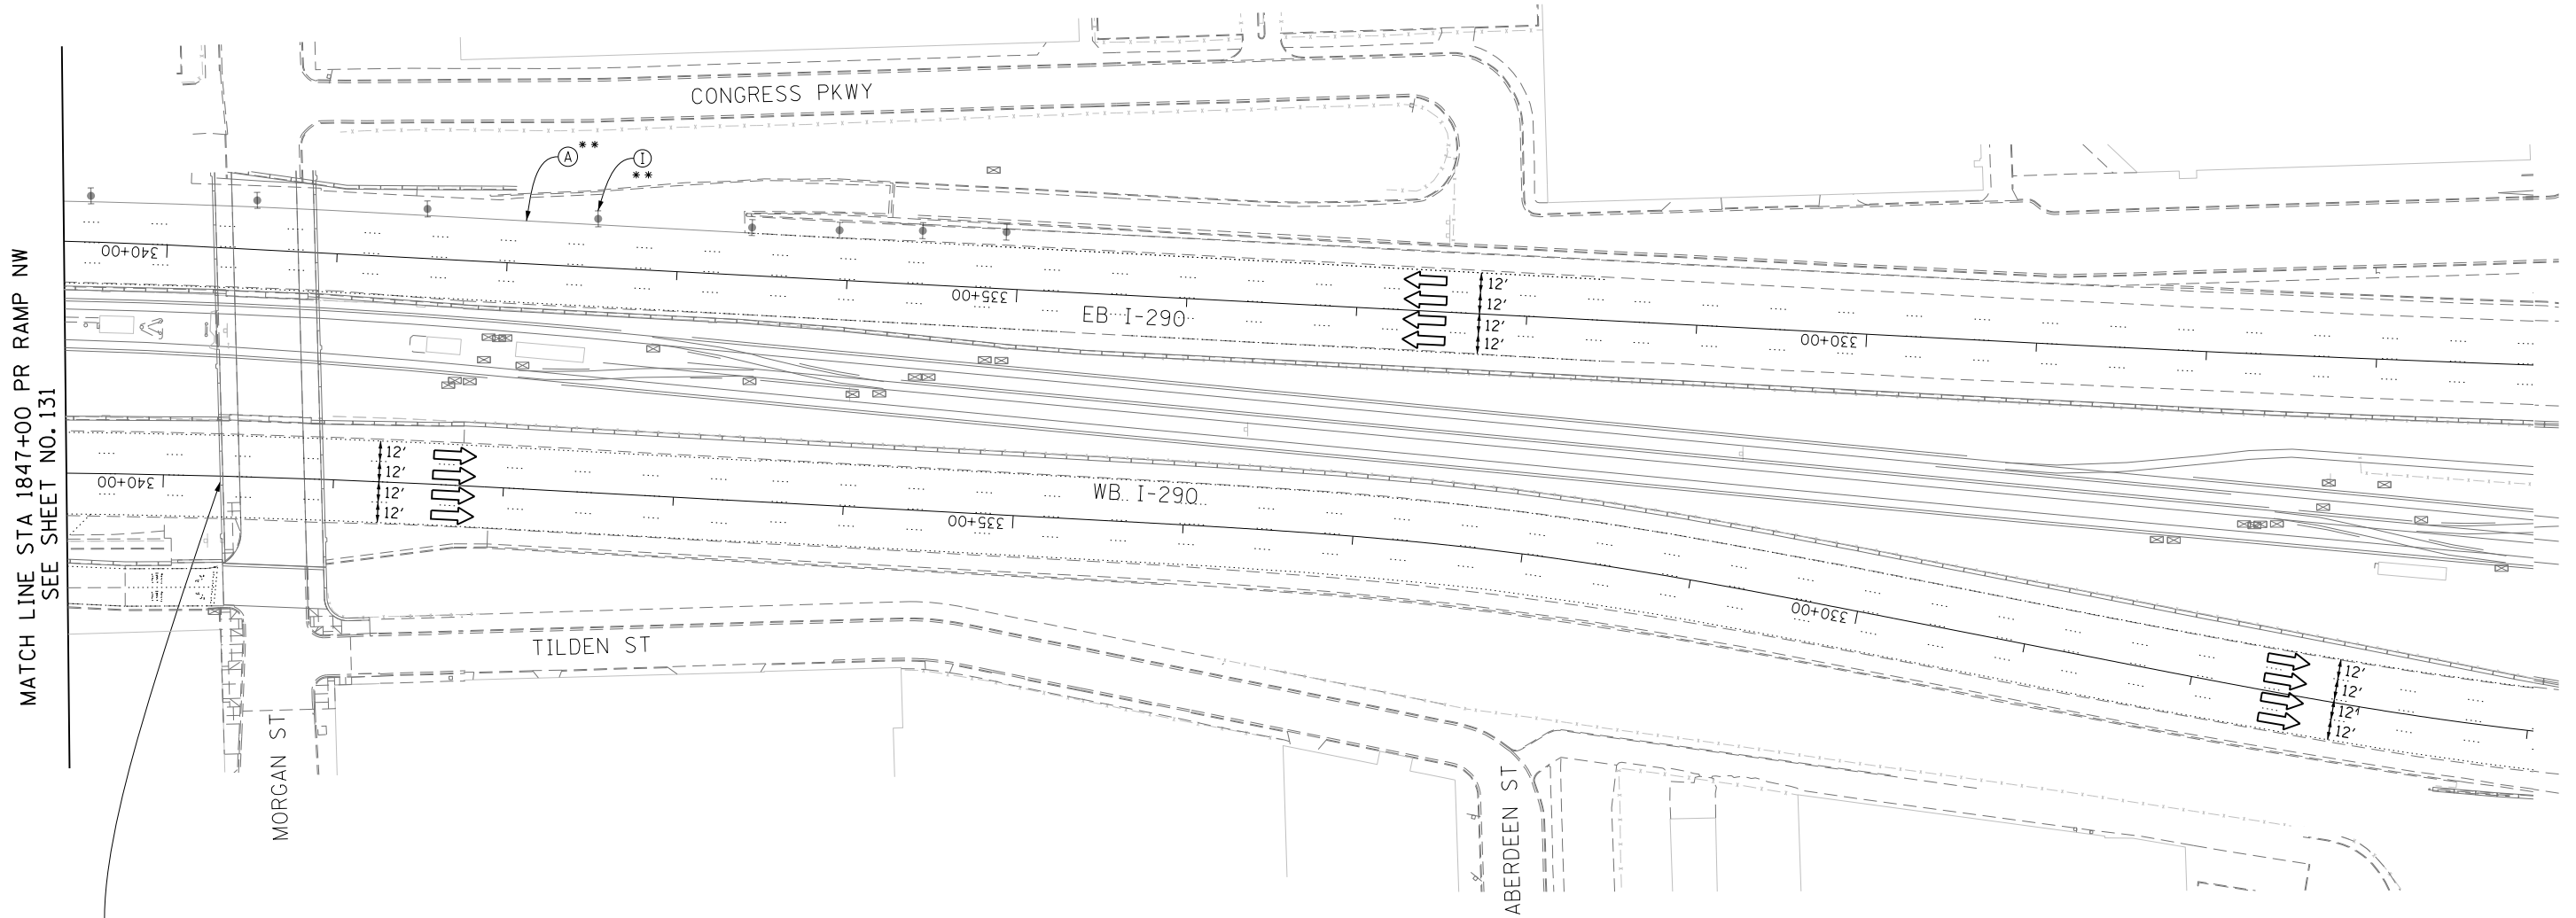 MATCH LINE STA 1847+00 PR RAMP NW
SEE SHEET NO. 131
CONGRESS PKWY
A **
I
**
340+00
335+00
330+00
EB I-290
12'
12'
12'
12'
340+00
335+00
330+00
WB I-290
12'
12'
12'
12'
12'
12'
12'
12'
TILDEN ST
MORGAN ST
ABERDEEN ST